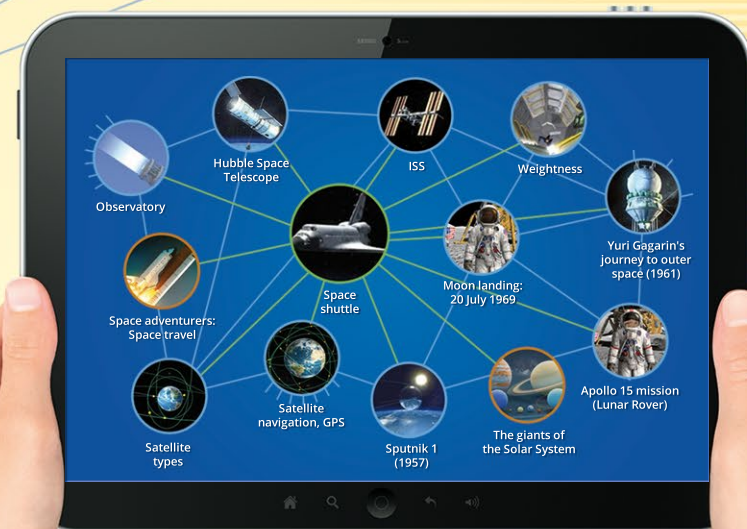 Hubble Space
Telescope
ISS
Weightness
Observatory
Yuri Gagarin's
journey to outer
space (1961)
Moon landing:
20 July 1969
Space
shuttle
Space adventurers:
Space travel
Apollo 15 mission
(Lunar Rover)
Satellite
navigation, GPS
The giants of
the Solar System
Satellite
types
Sputnik 1
(1957)